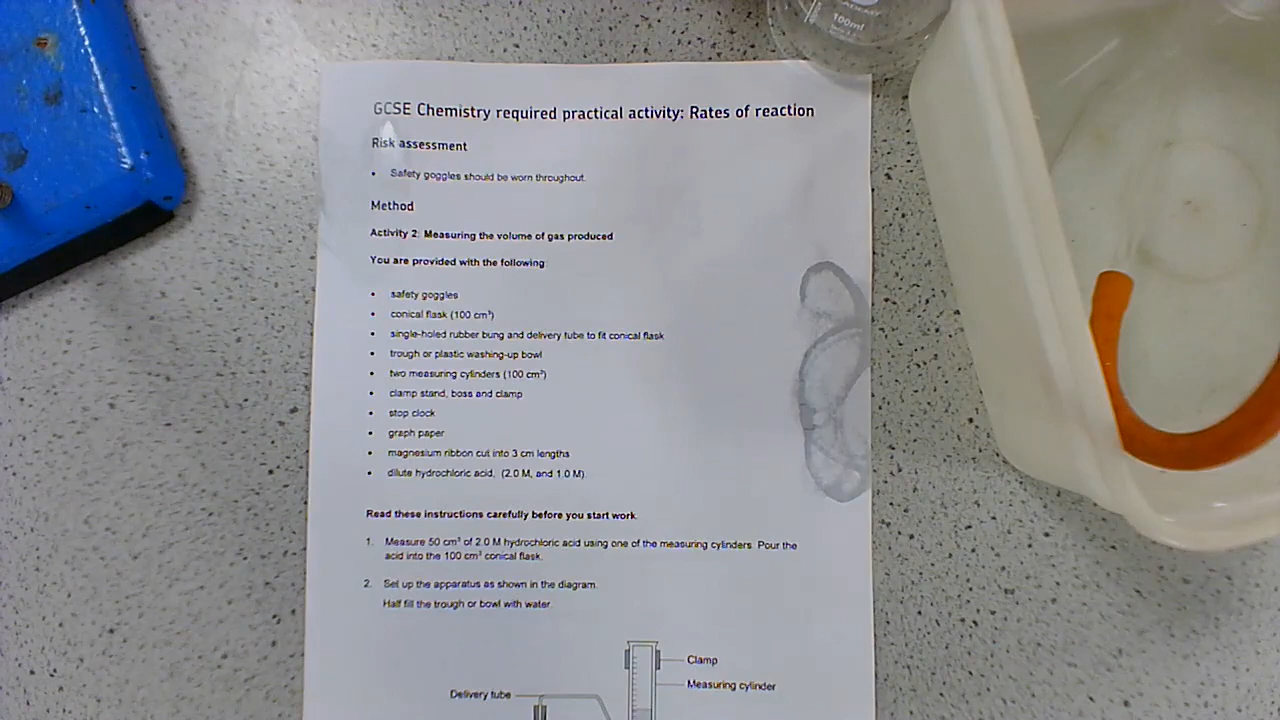 100ml
GCSE Chemistry required practical activity: Rates of reaction
Risk assessment
• Safety goggles should be worn throughout.
Method
Activity 2: Measuring the volume of gas produced
You are provided with the following:
• safety goggles
• conical flask (100 cm³)
• single-holed rubber bung and delivery tube to fit conical flask
• trough or plastic washing-up bowl
• two measuring cylinders (100 cm³)
• clamp stand, boss and clamp
• stop clock
• graph paper
• magnesium ribbon cut into 3 cm lengths
• dilute hydrochloric acid, (2.0 M, and 1.0 M).
Read these instructions carefully before you start work.
1. Measure 50 cm³ of 2.0 M hydrochloric acid using one of the measuring cylinders. Pour the
acid into the 100 cm³ conical flask.
2. Set up the apparatus as shown in the diagram.
Half fill the trough or bowl with water.
Clamp
Measuring cylinder
Delivery tube